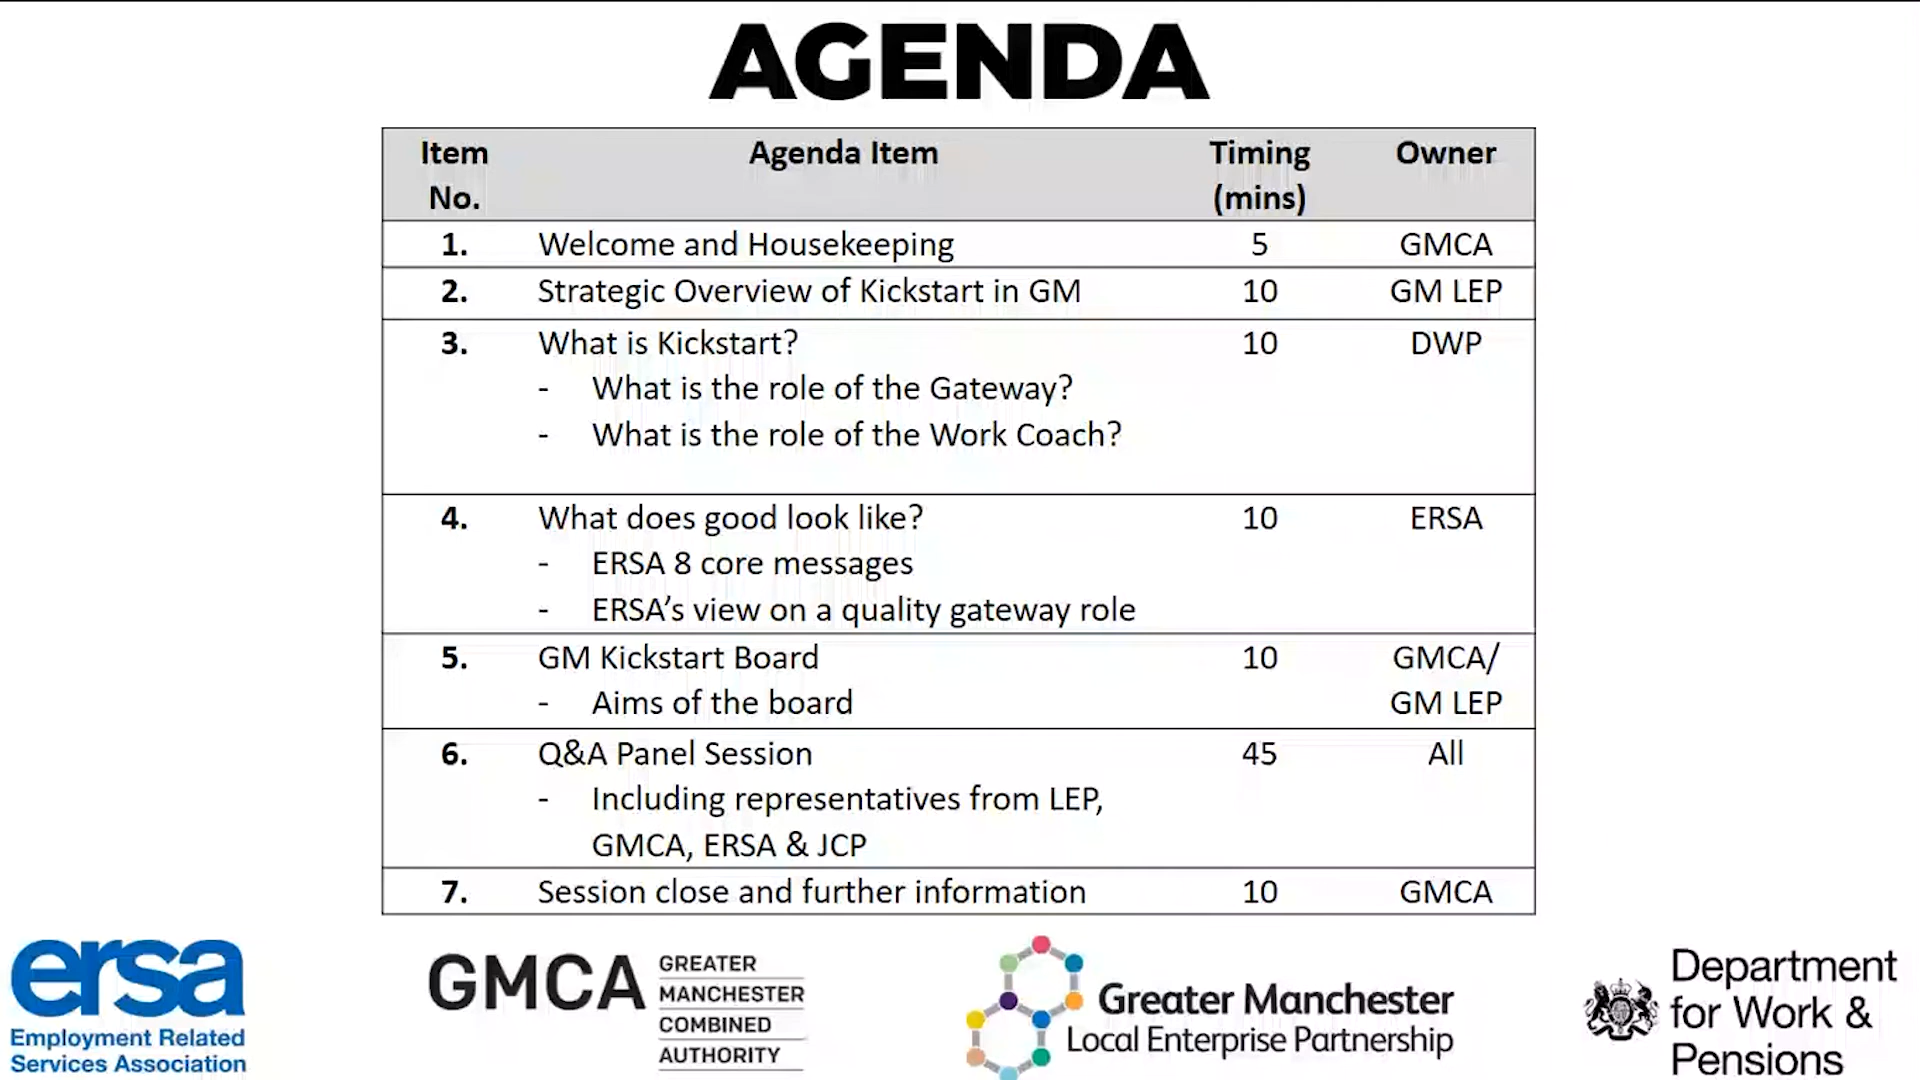 AGENDA
Item No. Agenda Item Timing (mins) Owner
1. Welcome and Housekeeping 5 GMCA
2. Strategic Overview of Kickstart in GM 10 GM LEP
3. What is Kickstart? 10 DWP
- What is the role of the Gateway?
- What is the role of the Work Coach?
4. What does good look like? 10 ERSA
- ERSA 8 core messages
- ERSA’s view on a quality gateway role
5. GM Kickstart Board 10 GMCA/
- Aims of the board GM LEP
6. Q&A Panel Session 45 All
- Including representatives from LEP,
GMCA, ERSA & JCP
7. Session close and further information 10 GMCA
ersa
Employment Related
Services Association
GMCA
GREATER
MANCHESTER
COMBINED
AUTHORITY
Greater Manchester
Local Enterprise Partnership
Department
for Work &
Pensions